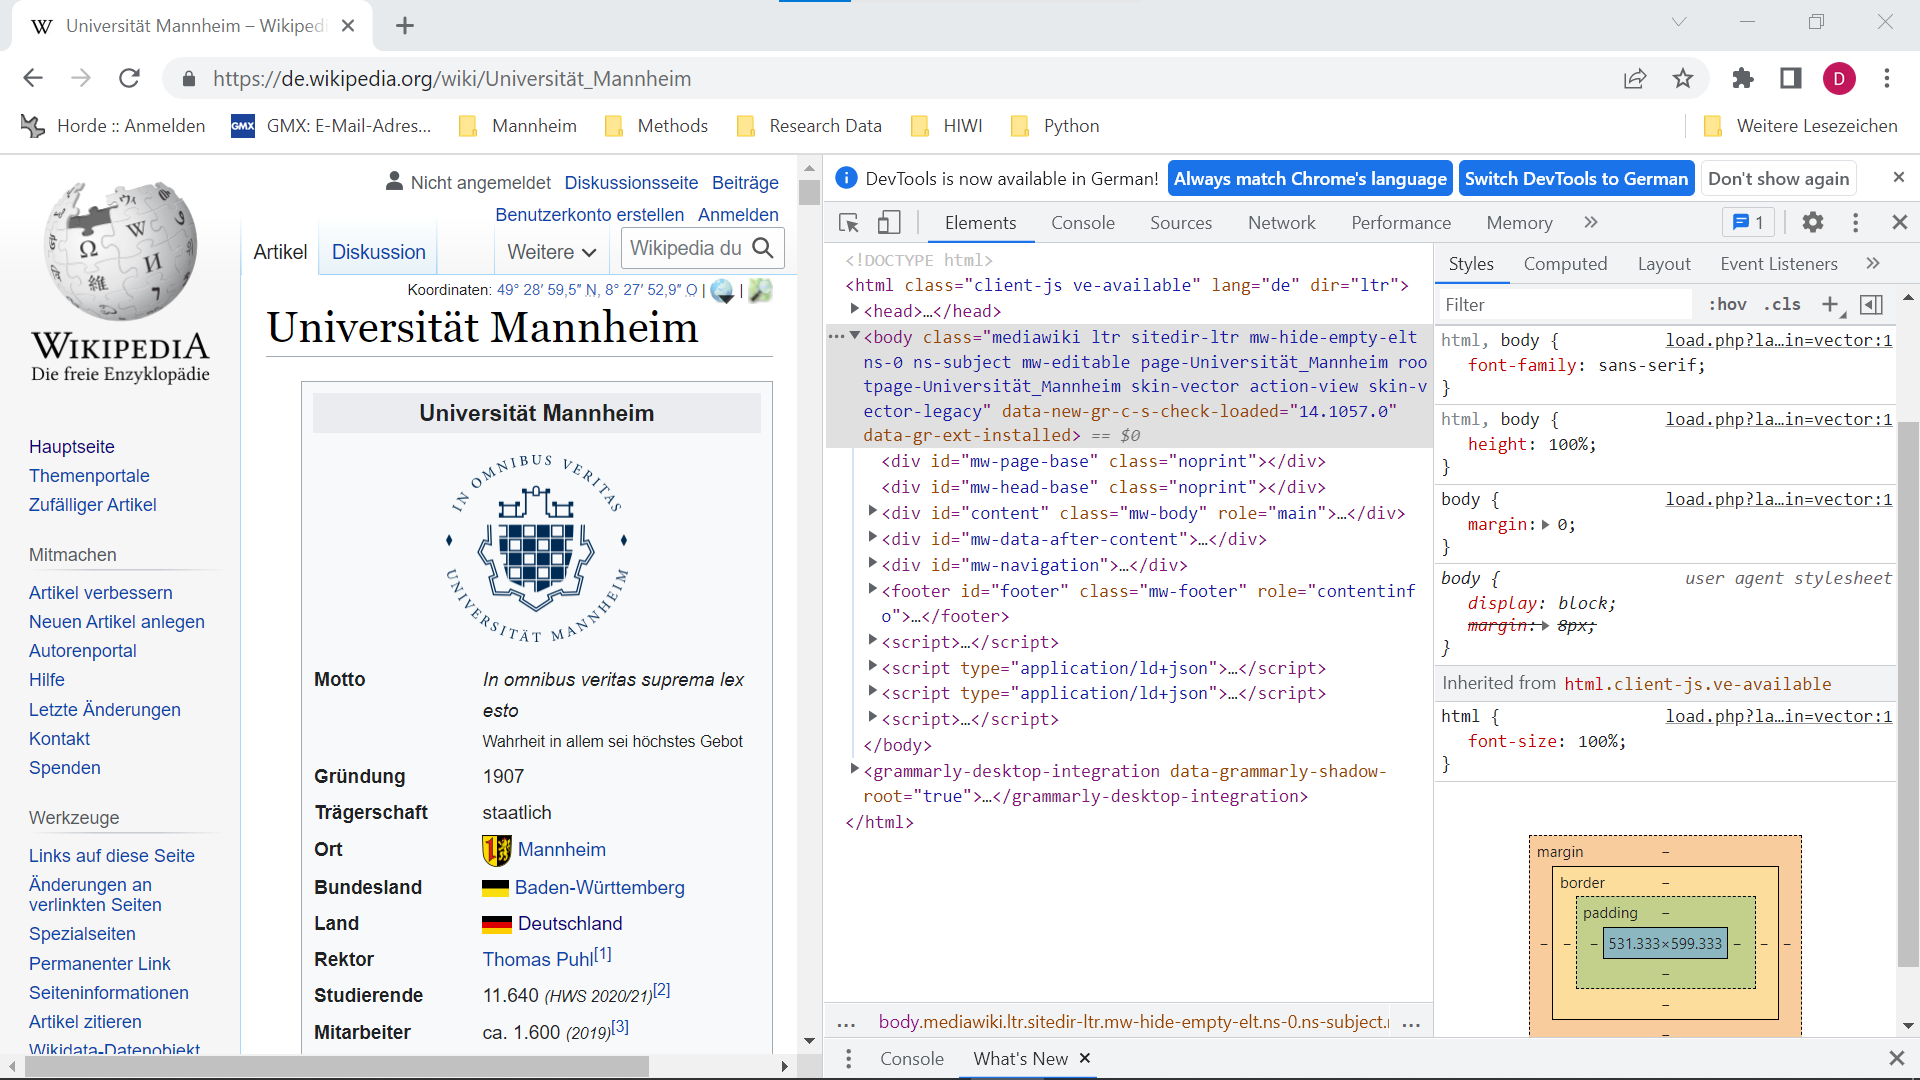 Universität Mannheim – Wikipedi
https://de.wikipedia.org/wiki/Universität_Mannheim
D
Horde :: Anmelden
GMX
GMX: E-Mail-Adres...
Mannheim
Methods
Research Data
HIWI
Python
Weitere Lesezeichen
WIKIPEDIA
Die freie Enzyklopädie
Hauptseite
Themenportale
Zufälliger Artikel
Mitmachen
Artikel verbessern
Neuen Artikel anlegen
Autorenportal
Hilfe
Letzte Änderungen
Kontakt
Spenden
Werkzeuge
Links auf diese Seite
Änderungen an
verlinkten Seiten
Spezialseiten
Permanenter Link
Seiteninformationen
Artikel zitieren
Wikidata-Datenobjekt
Nicht angemeldet Diskussionsseite Beiträge
Benutzerkonto erstellen Anmelden
Artikel Diskussion Weitere Wikipedia du
Koordinaten: 49° 28′ 59,5″ N, 8° 27′ 52,9″ O | |
Universität Mannheim
Universität Mannheim
IN OMNIBUS VERITAS
UNIVERSITÄT MANNHEIM
Motto In omnibus veritas suprema lex
esto
Wahrheit in allem sei höchstes Gebot
Gründung 1907
Trägerschaft staatlich
Ort Mannheim
Bundesland Baden-Württemberg
Land Deutschland
Rektor Thomas Puhl[1]
Studierende 11.640 (HWS 2020/21)[2]
Mitarbeiter ca. 1.600 (2019)[3]
DevTools is now available in German! Always match Chrome's language Switch DevTools to German Don't show again
Elements Console Sources Network Performance Memory » 1
<!DOCTYPE html>
<html class="client-js ve-available" lang="de" dir="ltr">
<head>…</head>
<body class="mediawiki ltr sitedir-ltr mw-hide-empty-elt
ns-0 ns-subject mw-editable page-Universität_Mannheim roo
tpage-Universität_Mannheim skin-vector action-view skin-v
ector-legacy" data-new-gr-c-s-check-loaded="14.1057.0"
data-gr-ext-installed> == $0
<div id="mw-page-base" class="noprint"></div>
<div id="mw-head-base" class="noprint"></div>
<div id="content" class="mw-body" role="main">…</div>
<div id="mw-data-after-content">…</div>
<div id="mw-navigation">…</div>
<footer id="footer" class="mw-footer" role="contentinf
o">…</footer>
<script>…</script>
<script type="application/ld+json">…</script>
<script type="application/ld+json">…</script>
<script>…</script>
</body>
<grammarly-desktop-integration data-grammarly-shadow-
root="true">…</grammarly-desktop-integration>
</html>
... body.mediawiki.ltr.sitedir-ltr.mw-hide-empty-elt.ns-0.ns-subject. ...
Console What's New
Styles Computed Layout Event Listeners »
Filter :hov .cls +
html, body { load.php?la…in=vector:1
font-family: sans-serif;
}
html, body { load.php?la…in=vector:1
height: 100%;
}
body { load.php?la…in=vector:1
margin: 0;
}
body { user agent stylesheet
display: block;
margin: 8px;
}
Inherited from html.client-js.ve-available
html { load.php?la…in=vector:1
font-size: 100%;
}
margin –
border –
padding –
– – – 531.333×599.333 – – –
–
–
–